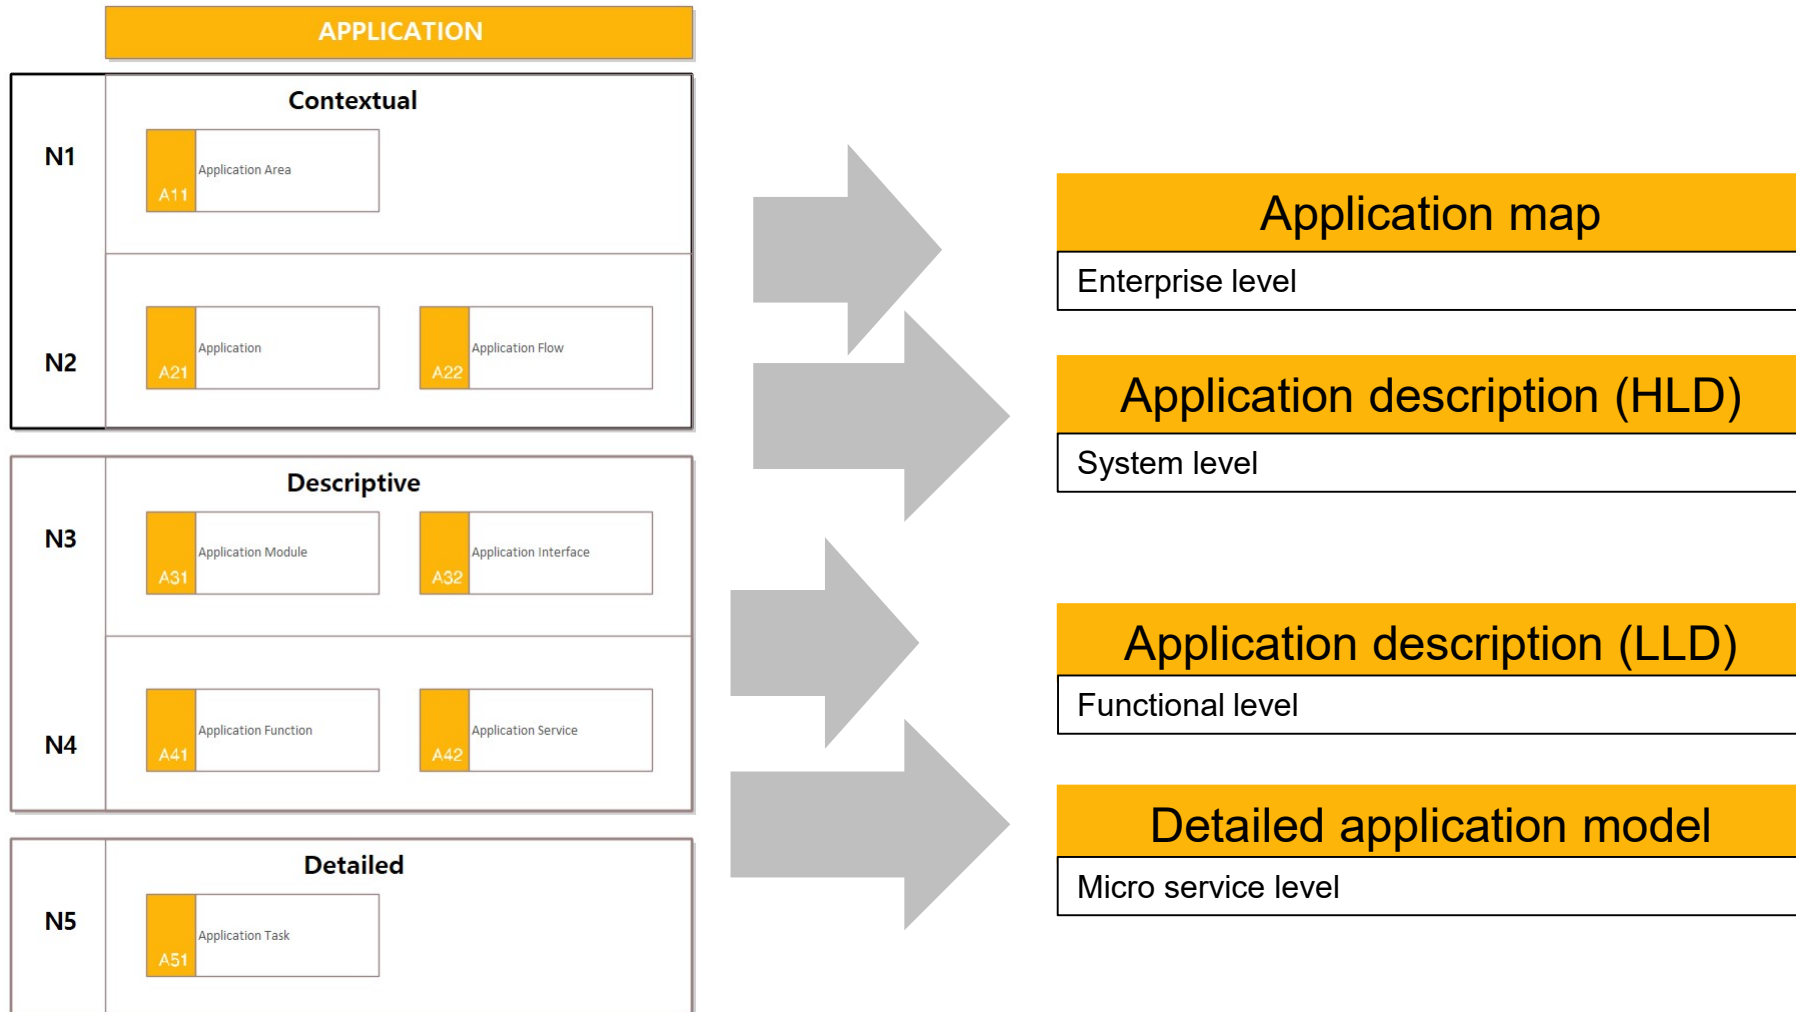 APPLICATION
Contextual
N1
A11
Application Area
N2
A21
Application
A22
Application Flow
Descriptive
N3
A31
Application Module
A32
Application Interface
N4
A41
Application Function
A42
Application Service
Detailed
N5
A51
Application Task
Application map
Enterprise level
Application description (HLD)
System level
Application description (LLD)
Functional level
Detailed application model
Micro service level